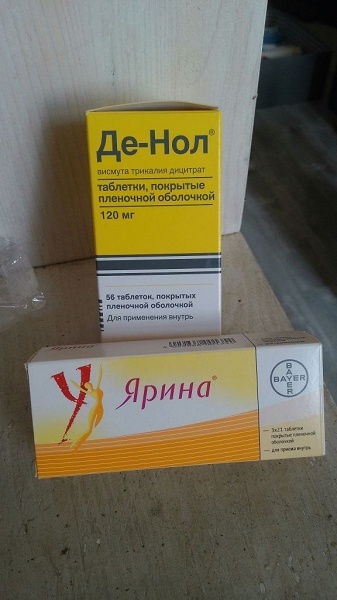 Де-Нол®
висмута трикалия дицитрат
таблетки, покрытые
пленочной оболочкой
120 мг
56 таблеток, покрытых
пленочной оболочкой
Для применения внутрь
Ярина®
BAYER
BAYER
3x21 таблетки
покрытые пленочной
оболочкой
для приема внутрь